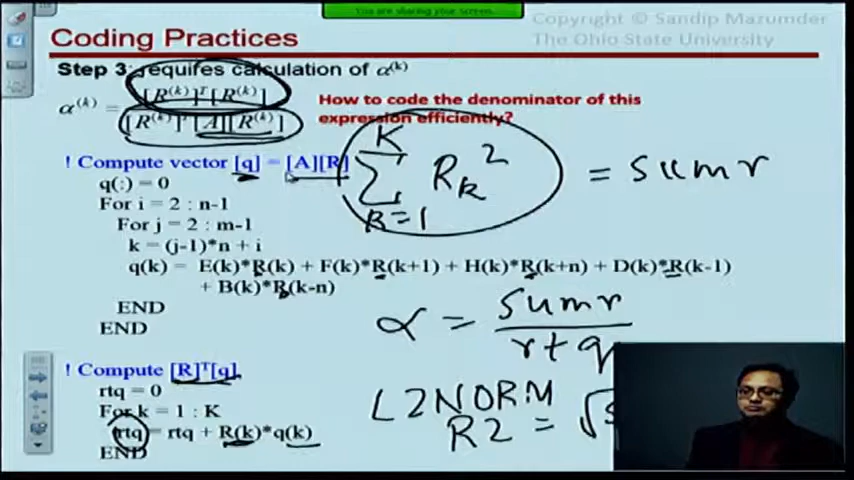 You are sharing your screen.
Copyright © Sandip Mazumder
The Ohio State University
Coding Practices
Step 3: requires calculation of α^(k)
α^(k) = [R^(k)]^T [R^(k)] / [R^(k)]^T [A][R^(k)]
How to code the denominator of this
expression efficiently?
! Compute vector [q] = [A][R]
q(:) = 0
For i = 2 : n-1
For j = 2 : m-1
k = (j-1)*n + i
q(k) = E(k)*R(k) + F(k)*R(k+1) + H(k)*R(k+n) + D(k)*R(k-1)
+ B(k)*R(k-n)
END
END
! Compute [R]^T[q]
rtq = 0
For k = 1 : K
rtq = rtq + R(k)*q(k)
END
K
Σ R_k^2 = sumr
k=1
α = sumr / rtq
L2NORM
R2 = √